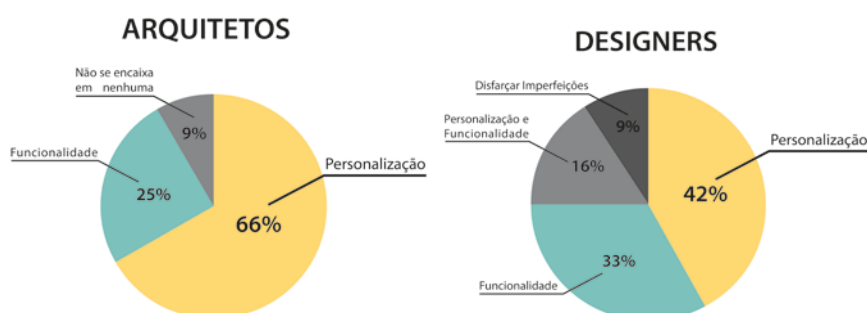 ARQUITETOS
Não se encaixa
em nenhuma
9%
Funcionalidade
25%
Personalização
66%
DESIGNERS
Disfarçar Imperfeições
9%
Personalização e
Funcionalidade
16%
Personalização
42%
33%
Funcionalidade